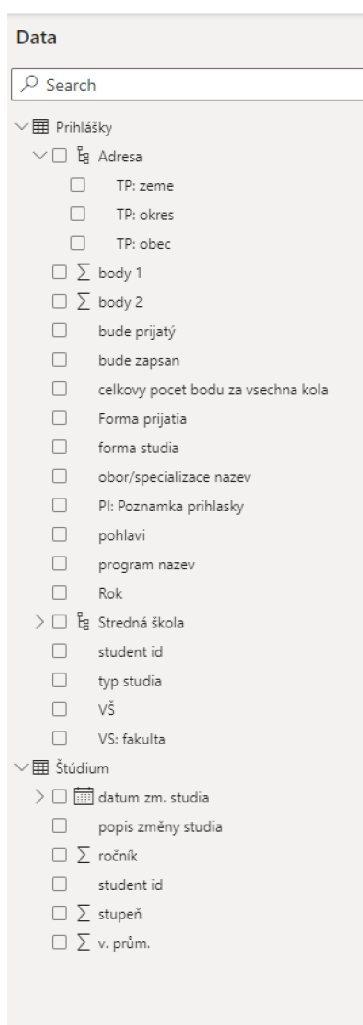 Data
Search
Prihlášky
Adresa
TP: zeme
TP: okres
TP: obec
∑ body 1
∑ body 2
bude prijatý
bude zapsan
celkovy pocet bodu za vsechna kola
Forma prijatia
forma studia
obor/specializace nazev
PI: Poznamka prihlasky
pohlavi
program nazev
Rok
Stredná škola
student id
typ studia
VŠ
VS: fakulta
Štúdium
datum zm. studia
popis změny studia
∑ ročník
student id
∑ stupeň
∑ v. prům.